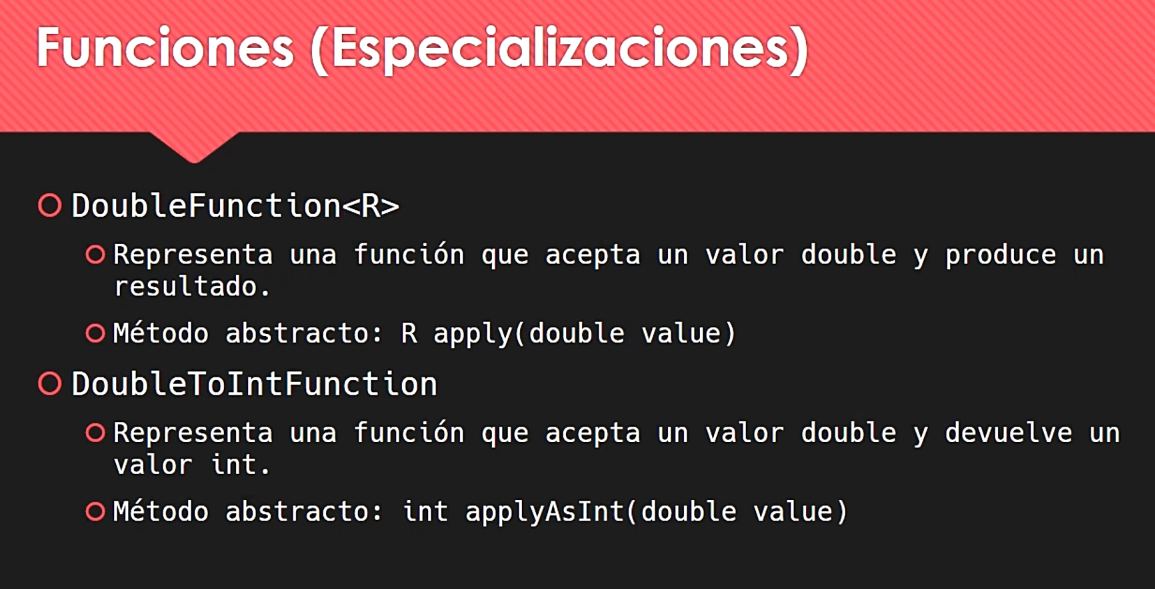 Funciones (Especializaciones)
DoubleFunction<R>
Representa una función que acepta un valor double y produce un
resultado.
Método abstracto: R apply(double value)
DoubleToIntFunction
Representa una función que acepta un valor double y devuelve un
valor int.
Método abstracto: int applyAsInt(double value)